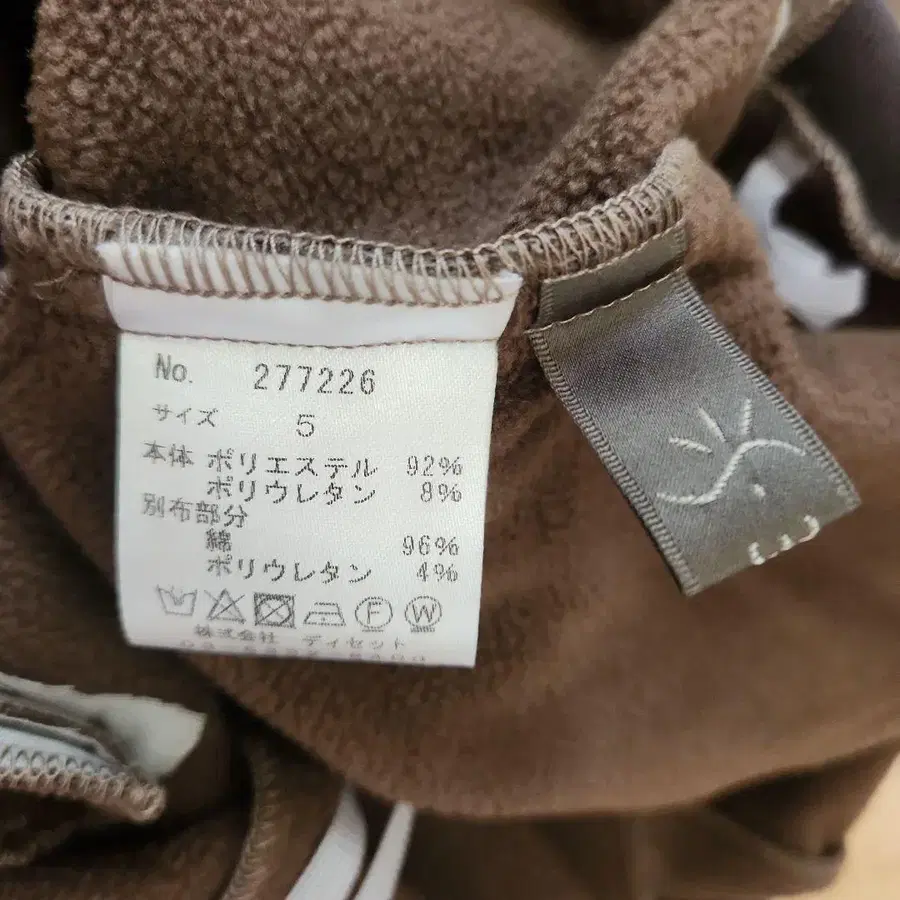 No. 277226
サイズ 5
本体 ポリエステル 92%
ポリウレタン 8%
別布部分
綿 96%
ポリウレタン 4%
F W
株式会社 ディセット